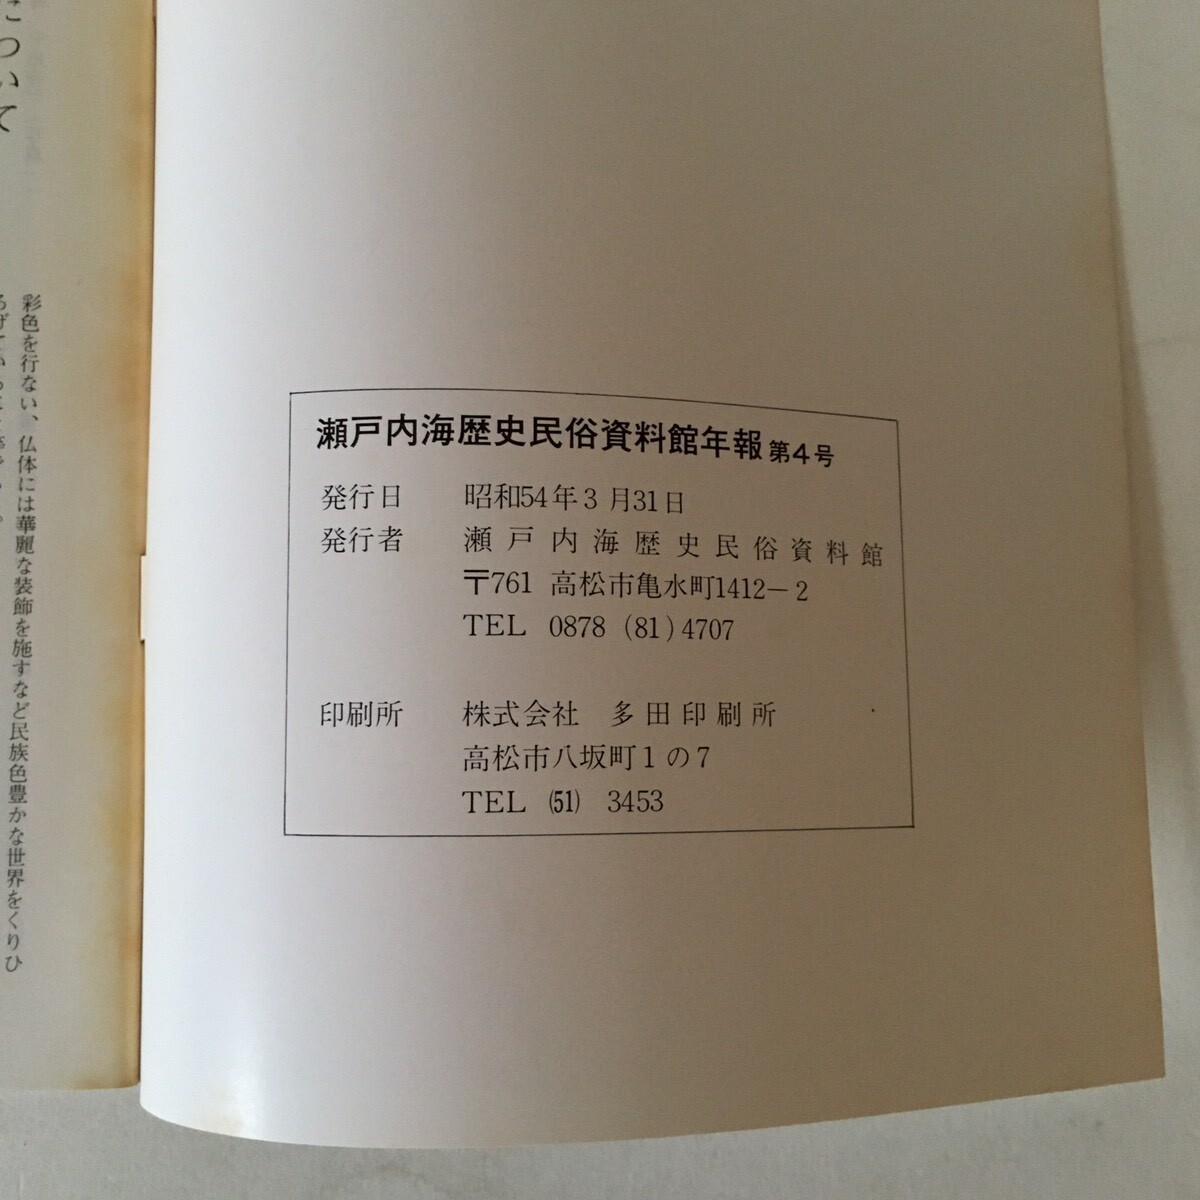 瀬戸内海歴史民俗資料館年報 第4号
発行日 昭和54年3月31日
発行者 瀬戸内海歴史民俗資料館
〒761 高松市亀水町1412－2
TEL 0878 (81) 4707
印刷所 株式会社 多田印刷所
高松市八坂町1の7
TEL (51) 3453
について
彩色を行ない、仏体には華麗な装飾を施すなど民族色豊かな世界をくりひ